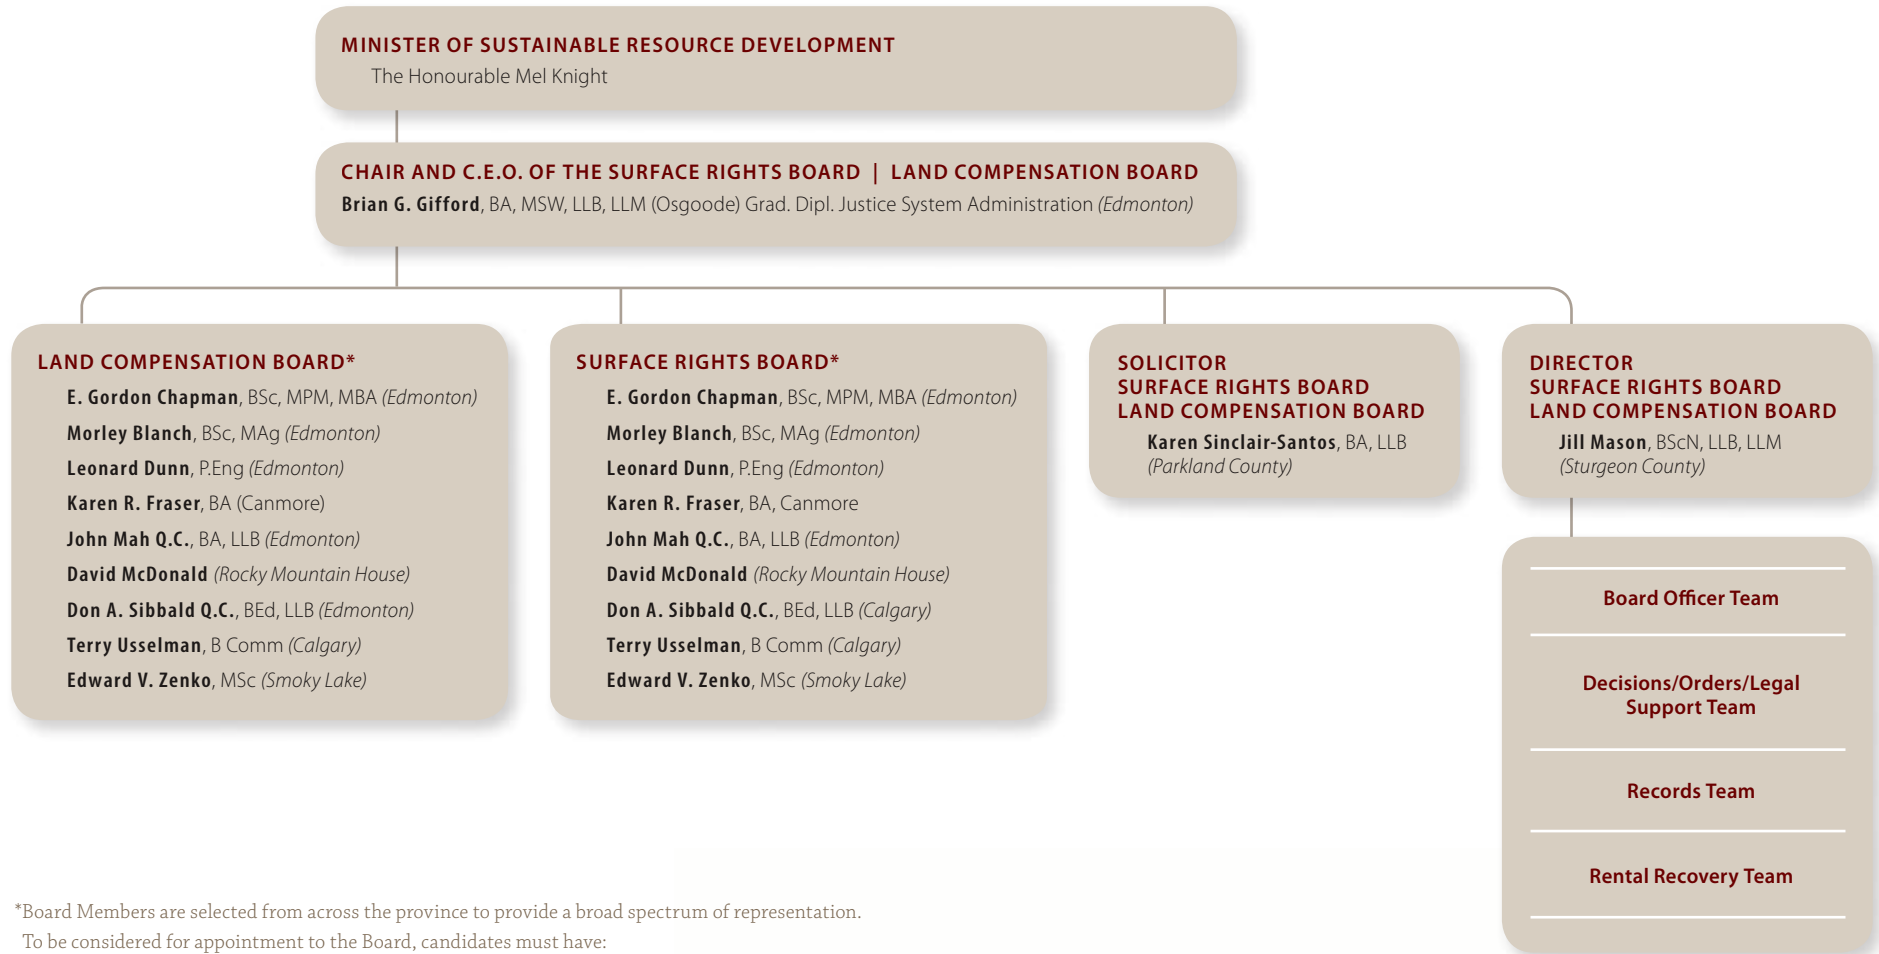 MINISTER OF SUSTAINABLE RESOURCE DEVELOPMENT
The Honourable Mel Knight
CHAIR AND C.E.O. OF THE SURFACE RIGHTS BOARD | LAND COMPENSATION BOARD
Brian G. Gifford, BA, MSW, LLB, LLM (Osgoode) Grad. Dipl. Justice System Administration (Edmonton)
LAND COMPENSATION BOARD*
E. Gordon Chapman, BSc, MPM, MBA (Edmonton)
Morley Blanch, BSc, MAg (Edmonton)
Leonard Dunn, P.Eng (Edmonton)
Karen R. Fraser, BA (Canmore)
John Mah Q.C., BA, LLB (Edmonton)
David McDonald (Rocky Mountain House)
Don A. Sibbald Q.C., BEd, LLB (Edmonton)
Terry Usselman, B Comm (Calgary)
Edward V. Zenko, MSc (Smoky Lake)
SURFACE RIGHTS BOARD*
E. Gordon Chapman, BSc, MPM, MBA (Edmonton)
Morley Blanch, BSc, MAg (Edmonton)
Leonard Dunn, P.Eng (Edmonton)
Karen R. Fraser, BA, Canmore
John Mah Q.C., BA, LLB (Edmonton)
David McDonald (Rocky Mountain House)
Don A. Sibbald Q.C., BEd, LLB (Calgary)
Terry Usselman, B Comm (Calgary)
Edward V. Zenko, MSc (Smoky Lake)
SOLICITOR
SURFACE RIGHTS BOARD
LAND COMPENSATION BOARD
Karen Sinclair-Santos, BA, LLB
(Parkland County)
DIRECTOR
SURFACE RIGHTS BOARD
LAND COMPENSATION BOARD
Jill Mason, BScN, LLB, LLM
(Sturgeon County)
Board Officer Team
Decisions/Orders/Legal
Support Team
Records Team
Rental Recovery Team
*Board Members are selected from across the province to provide a broad spectrum of representation.
To be considered for appointment to the Board, candidates must have: